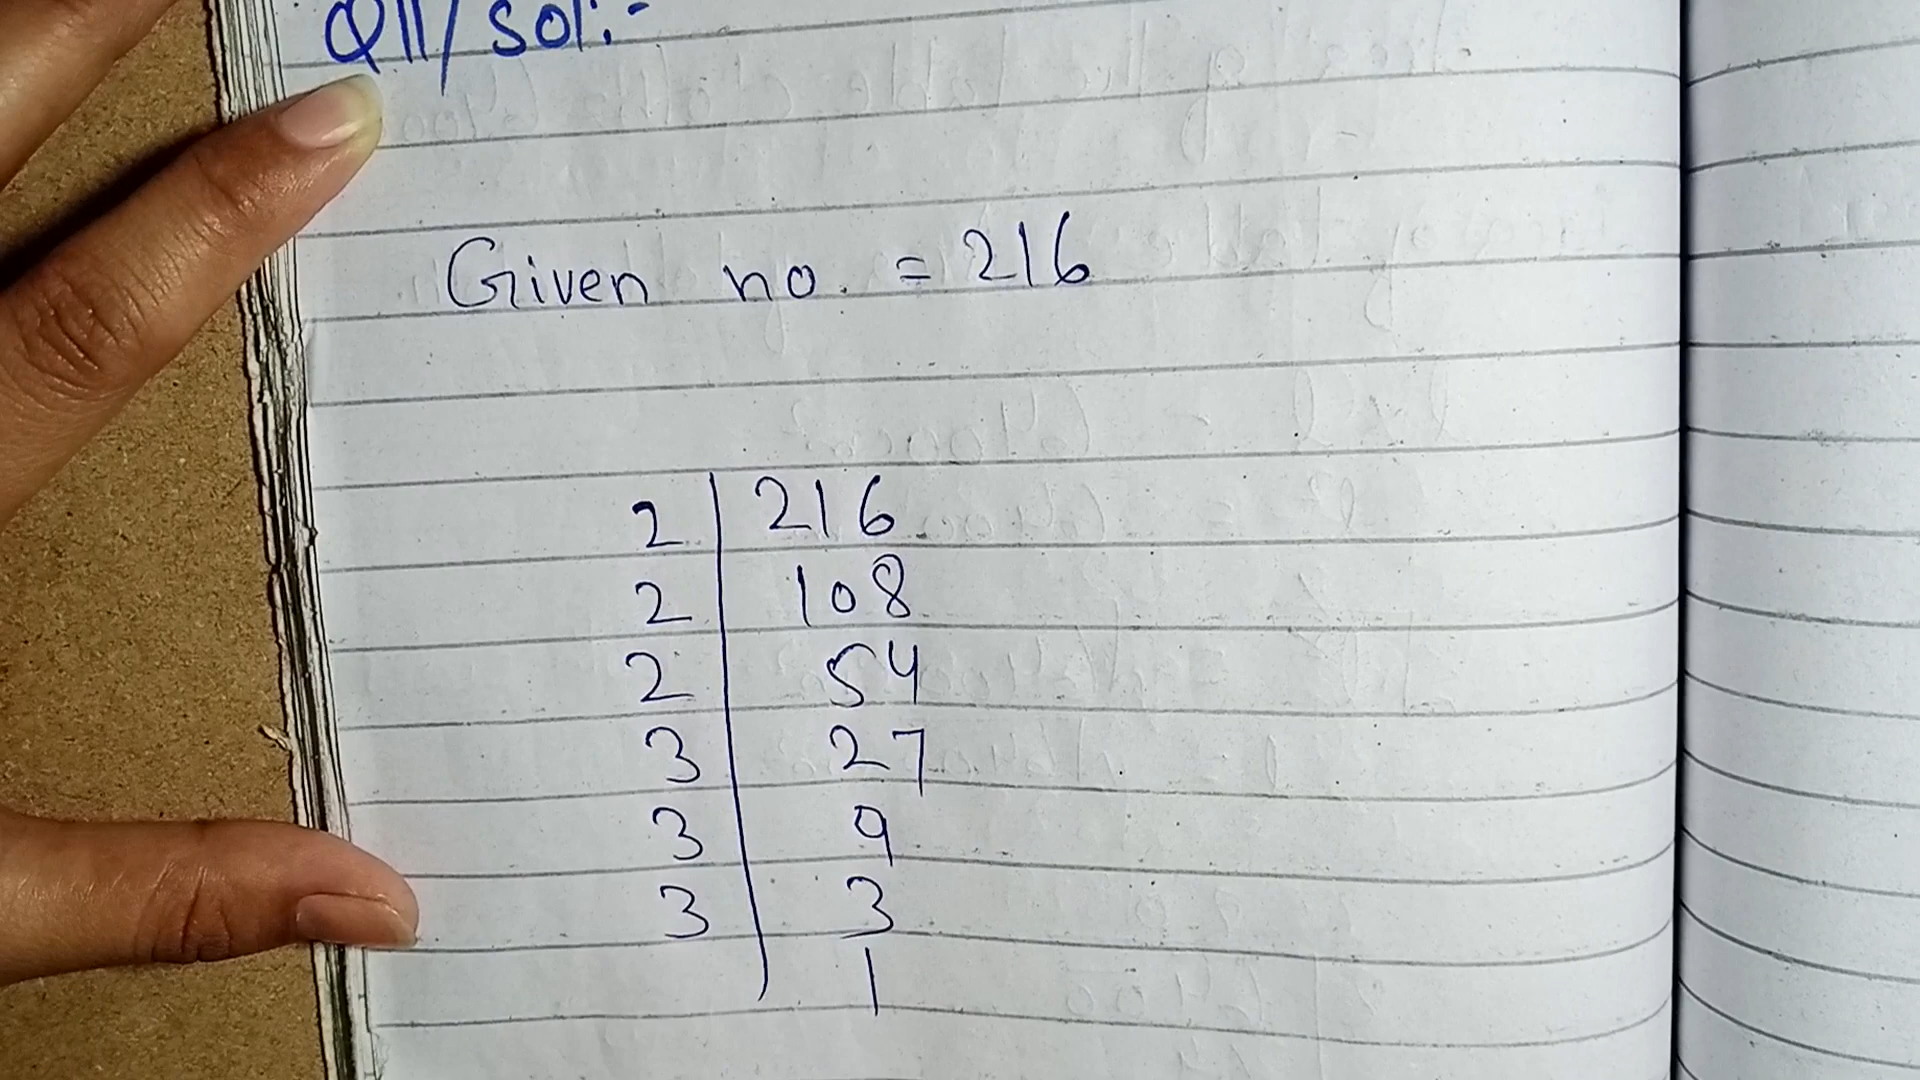 Q11/ Sol:-
Given no. = 216
2 | 216
2 | 108
2 | 54
3 | 27
3 | 9
3 | 3
| 1